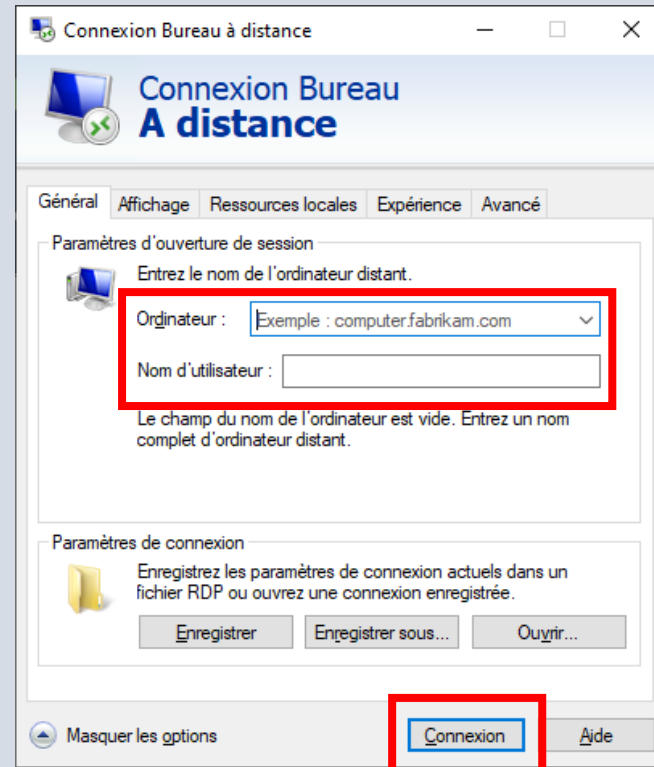 Connexion Bureau à distance
Connexion Bureau
A distance
Général Affichage Ressources locales Expérience Avancé
Paramètres d'ouverture de session
Entrez le nom de l'ordinateur distant.
Ordinateur : Exemple : computer.fabrikam.com
Nom d'utilisateur :
Le champ du nom de l'ordinateur est vide. Entrez un nom
complet d'ordinateur distant.
Paramètres de connexion
Enregistrez les paramètres de connexion actuels dans un
fichier RDP ou ouvrez une connexion enregistrée.
Enregistrer Enregistrer sous... Ouvrir...
Masquer les options Connexion Aide